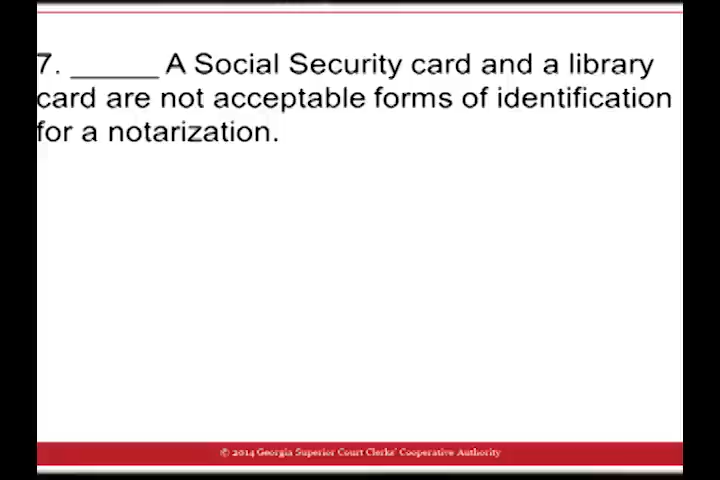 7. _____ A Social Security card and a library
card are not acceptable forms of identification
for a notarization.
© 2014 Georgia Superior Court Clerks' Cooperative Authority